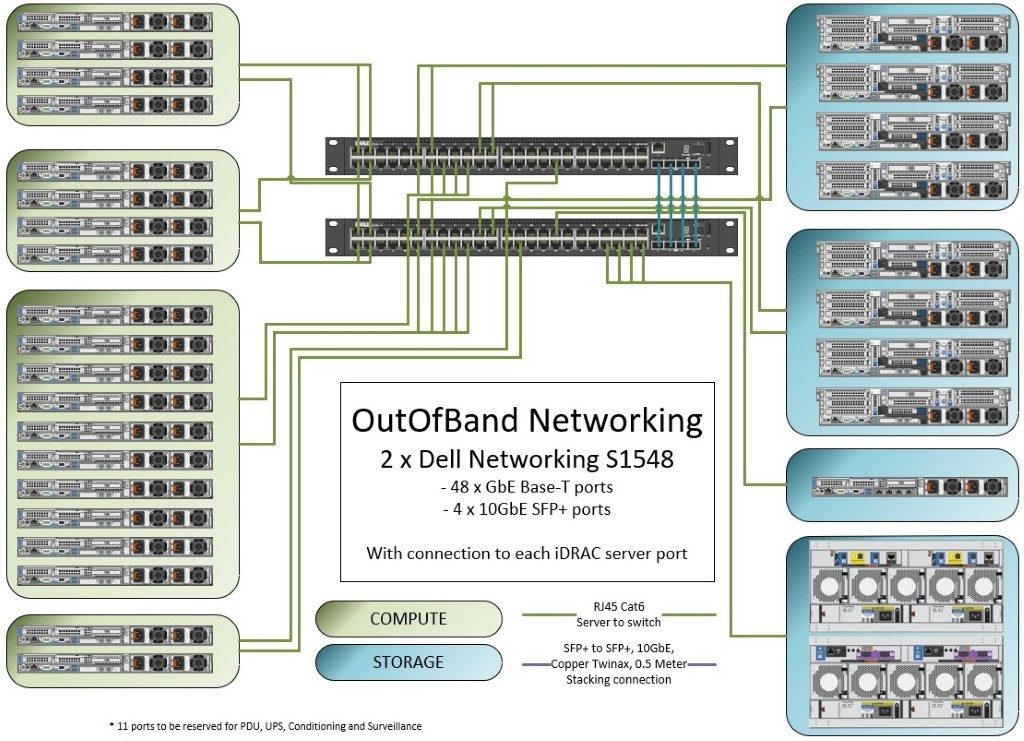 OutOfBand Networking
2 x Dell Networking S1548
- 48 x GbE Base-T ports
- 4 x 10GbE SFP+ ports
With connection to each iDRAC server port
COMPUTE
STORAGE
RJ45 Cat6
Server to switch
SFP+ to SFP+, 10GbE,
Copper Twinax, 0.5 Meter
Stacking connection
* 11 ports to be reserved for PDU, UPS, Conditioning and Surveillance